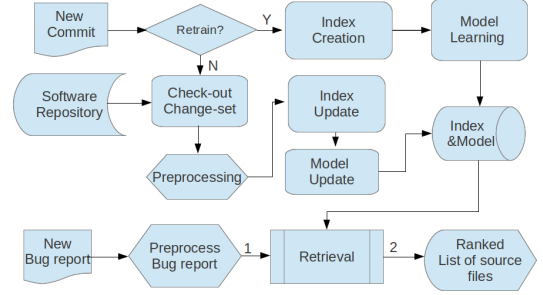 New
Commit
Retrain?
Y
Index
Creation
Model
Learning
N
Software
Repository
Check-out
Change-set
Index
Update
Index
&Model
Preprocessing
Model
Update
New
Bug report
Preprocess
Bug report
1
Retrieval
2
Ranked
List of source
files